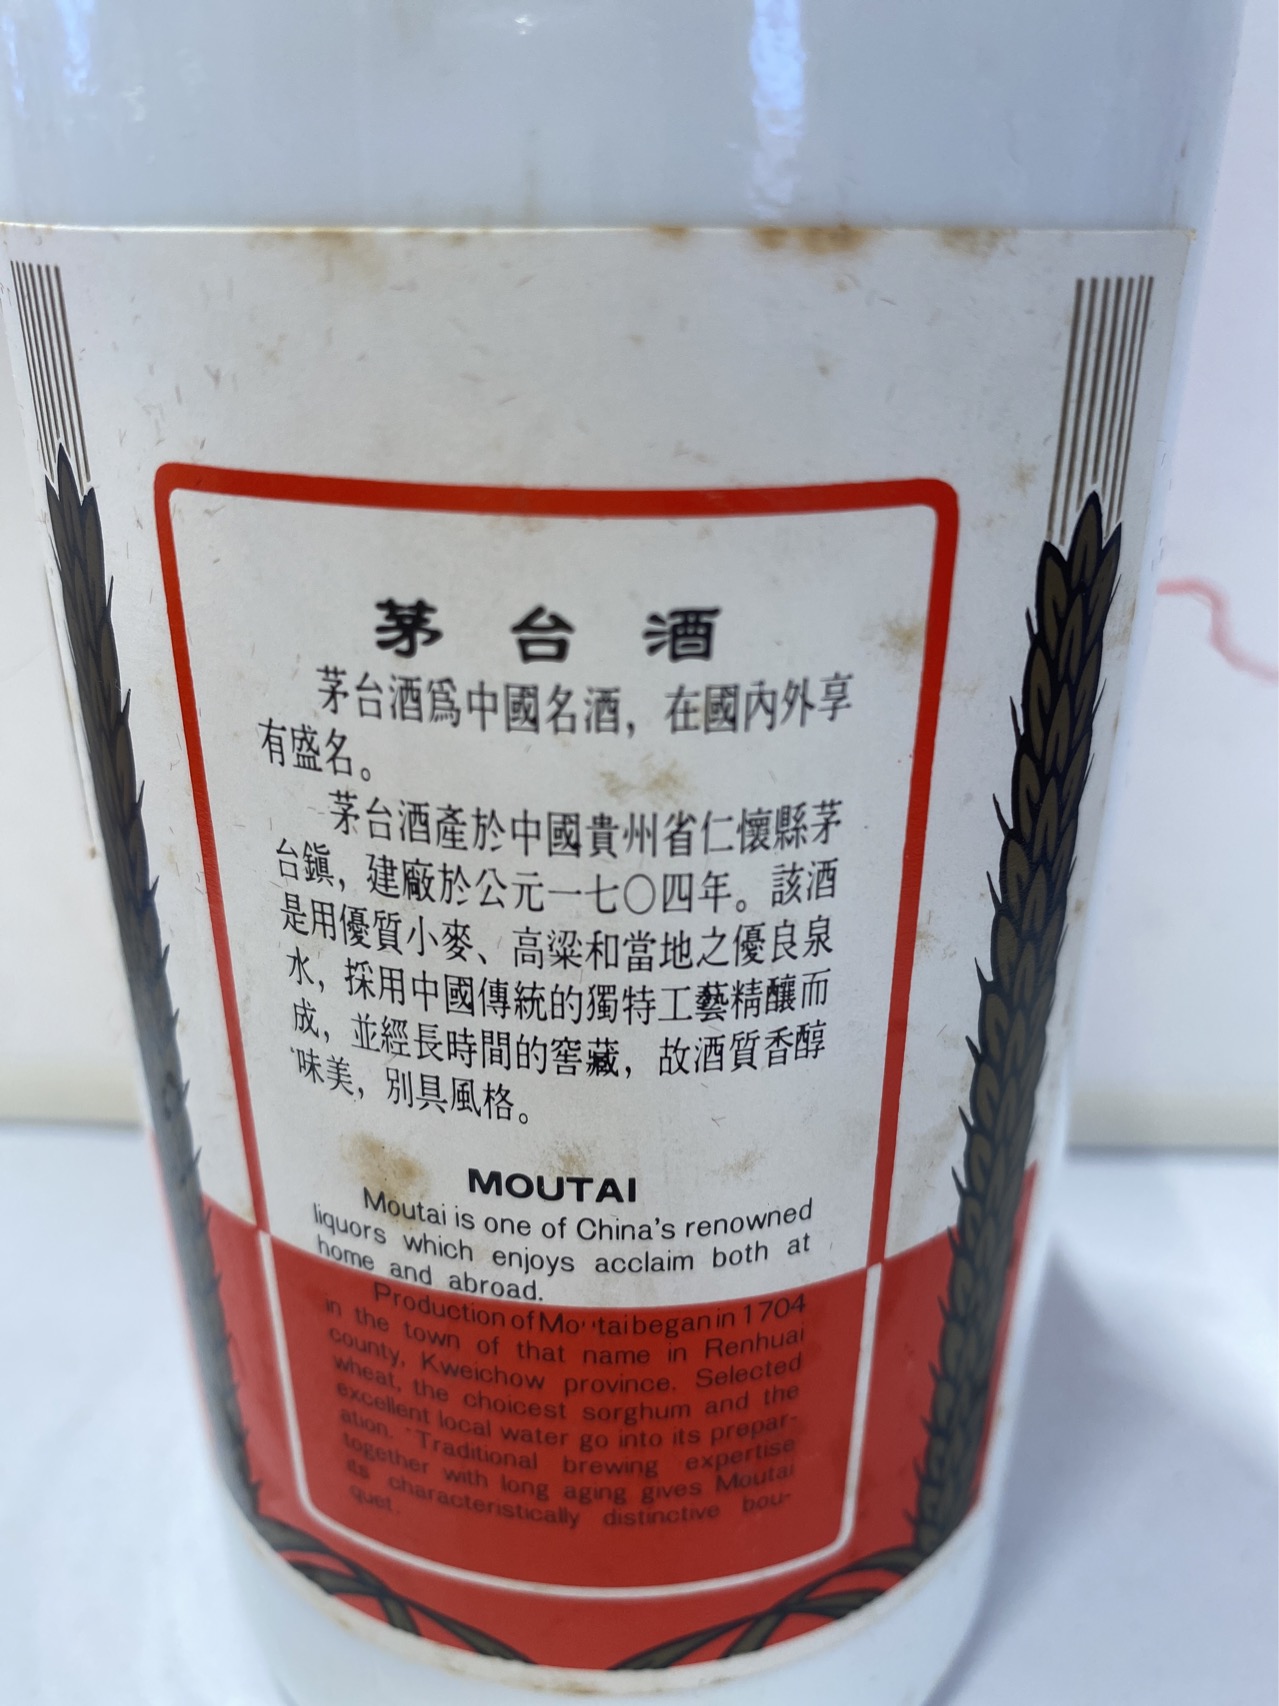 茅台酒
茅台酒爲中國名酒，在國內外享
有盛名。
茅台酒產於中國貴州省仁懷縣茅
台鎭，建廠於公元一七〇四年。該酒
是用優質小麥、高粱和當地之優良泉
水，採用中國傳統的獨特工藝精釀而
成，並經長時間的窖藏，故酒質香醇
味美，別具風格。
MOUTAI
Moutai is one of China's renowned
liquors which enjoys acclaim both at
home and abroad.
Production of Moutai began in 1704
in the town of that name in Renhuai
county, Kweichow province. Selected
wheat, the choicest sorghum and the
excellent local water go into its prepar-
ation. Traditional brewing expertise
together with long aging gives Moutai
its characteristically distinctive bou-
quet.